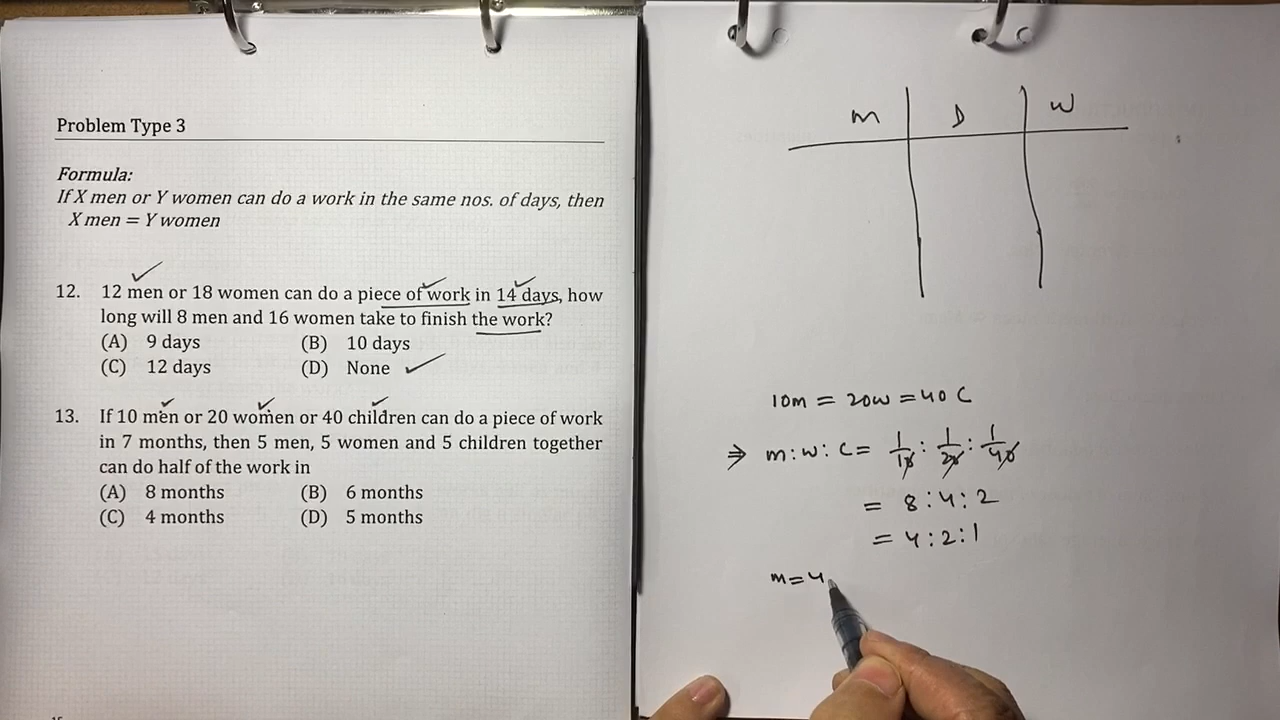 Problem Type 3
Formula:
If X men or Y women can do a work in the same nos. of days, then
X men = Y women
12. 12 men or 18 women can do a piece of work in 14 days, how
long will 8 men and 16 women take to finish the work?
(A) 9 days (B) 10 days
(C) 12 days (D) None
13. If 10 men or 20 women or 40 children can do a piece of work
in 7 months, then 5 men, 5 women and 5 children together
can do half of the work in
(A) 8 months (B) 6 months
(C) 4 months (D) 5 months
m D W
10m = 20w = 40 C
⇒ m:w:c = 1/10 : 1/20 : 1/40
= 8:4:2
= 4:2:1
m=4